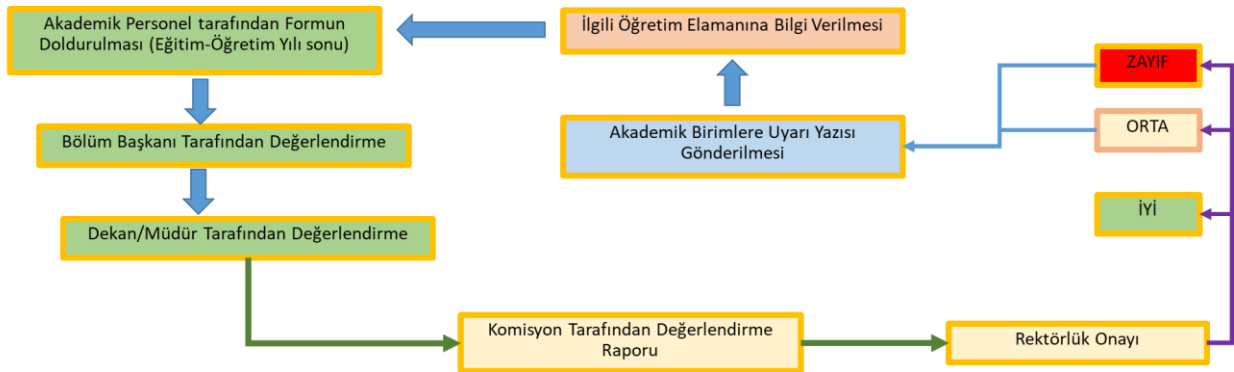 Akademik Personel tarafından Formun
Doldurulması (Eğitim-Öğretim Yılı sonu)
İlgili Öğretim Elamanına Bilgi Verilmesi
ZAYIF
ORTA
Akademik Birimlere Uyarı Yazısı
Gönderilmesi
Bölüm Başkanı Tarafından Değerlendirme
İYİ
Dekan/Müdür Tarafından Değerlendirme
Komisyon Tarafından Değerlendirme
Raporu
Rektörlük Onayı